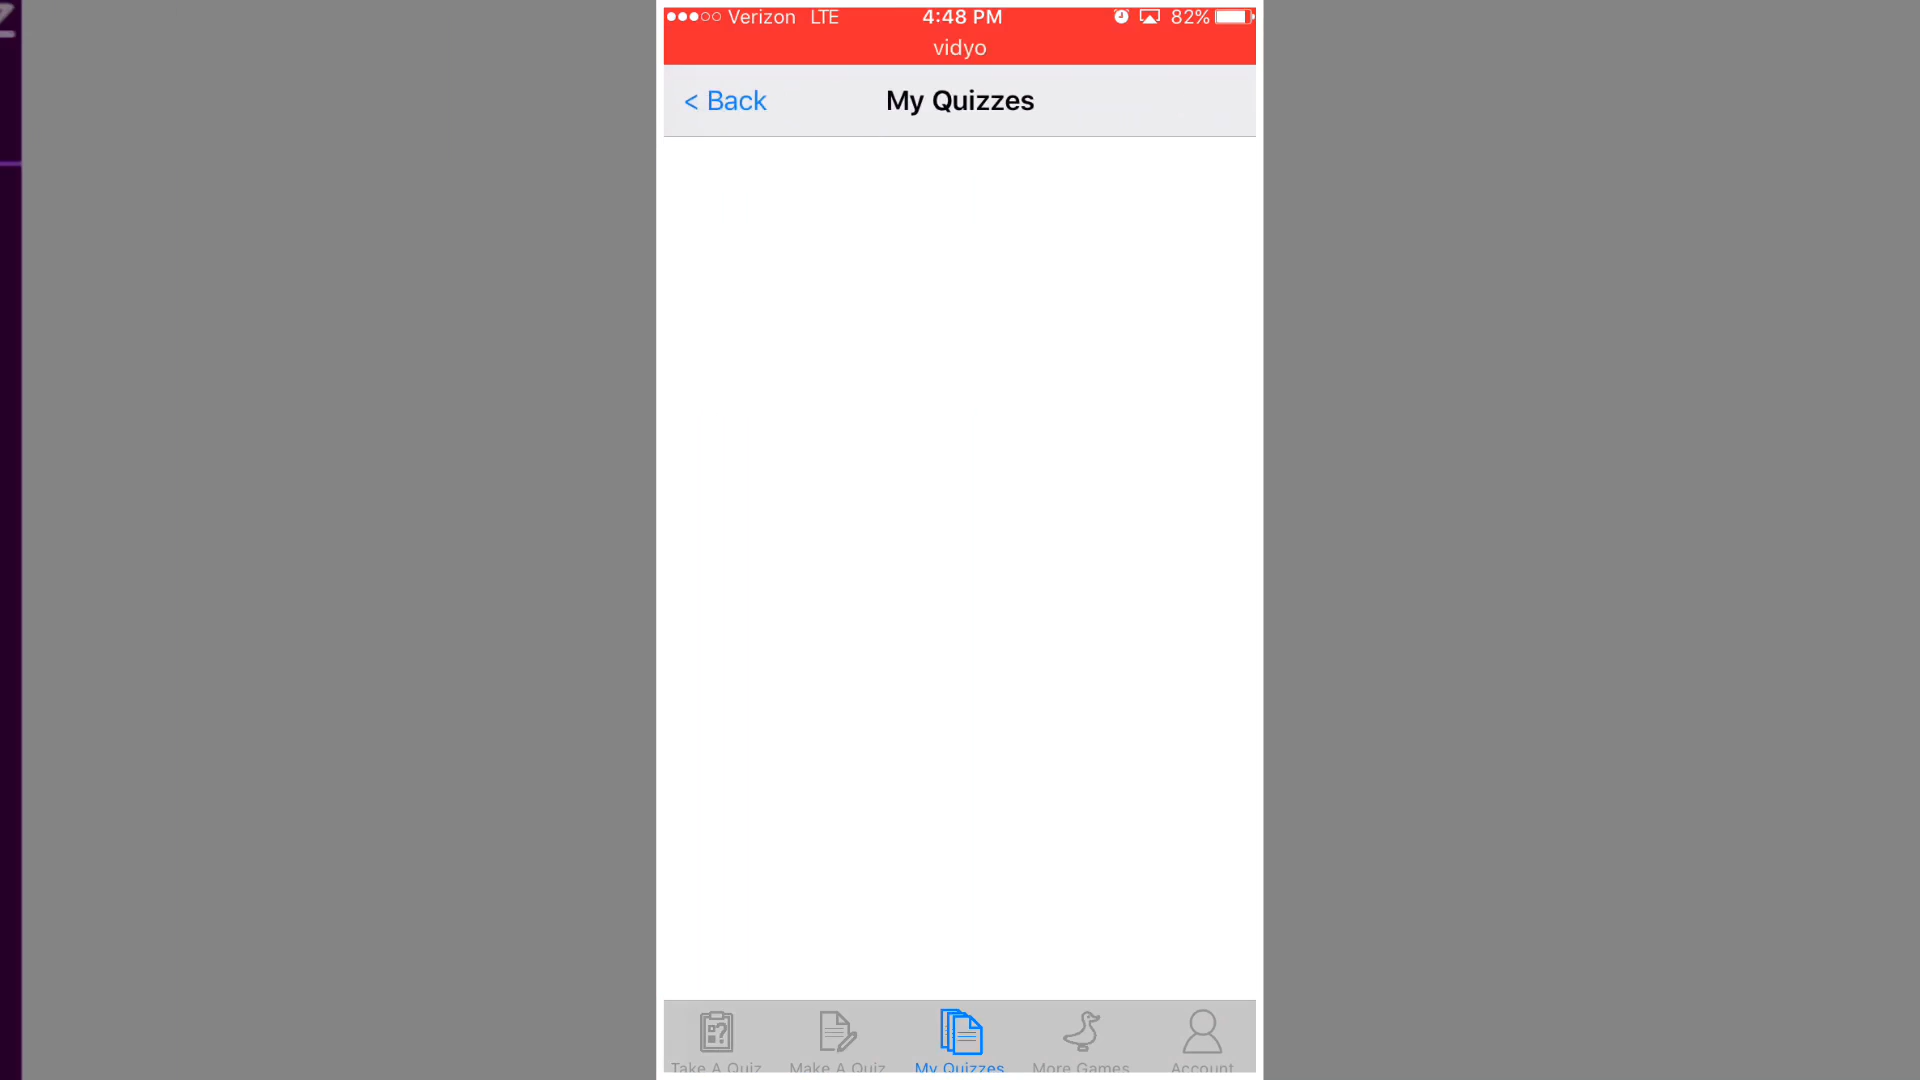 Verizon LTE 4:48 PM 82%
vidyo
< Back My Quizzes
Take A Quiz Make A Quiz My Quizzes More Games Account